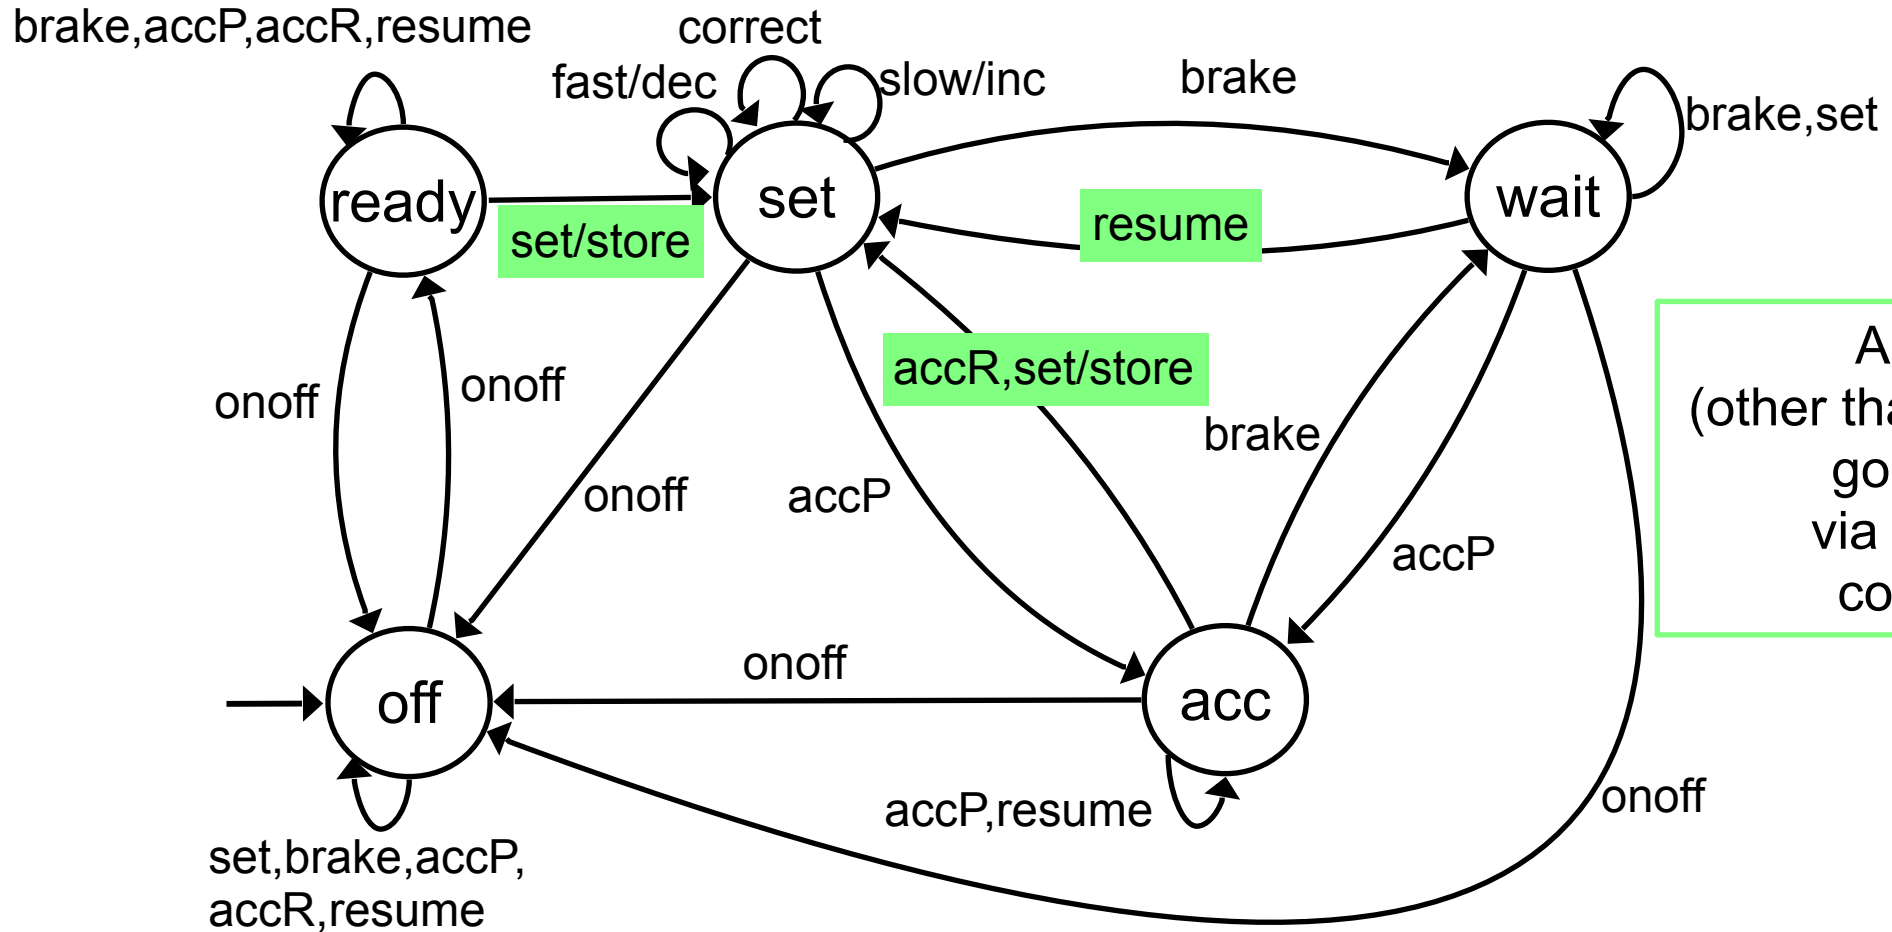 brake,accP,accR,resume
correct
fast/dec
slow/inc
brake
brake,set
ready
set
wait
set/store
resume
accR,set/store
onoff
onoff
onoff
accP
brake
accP
A
(other tha
go
via
co
off
onoff
acc
accP,resume
onoff
set,brake,accP,
accR,resume